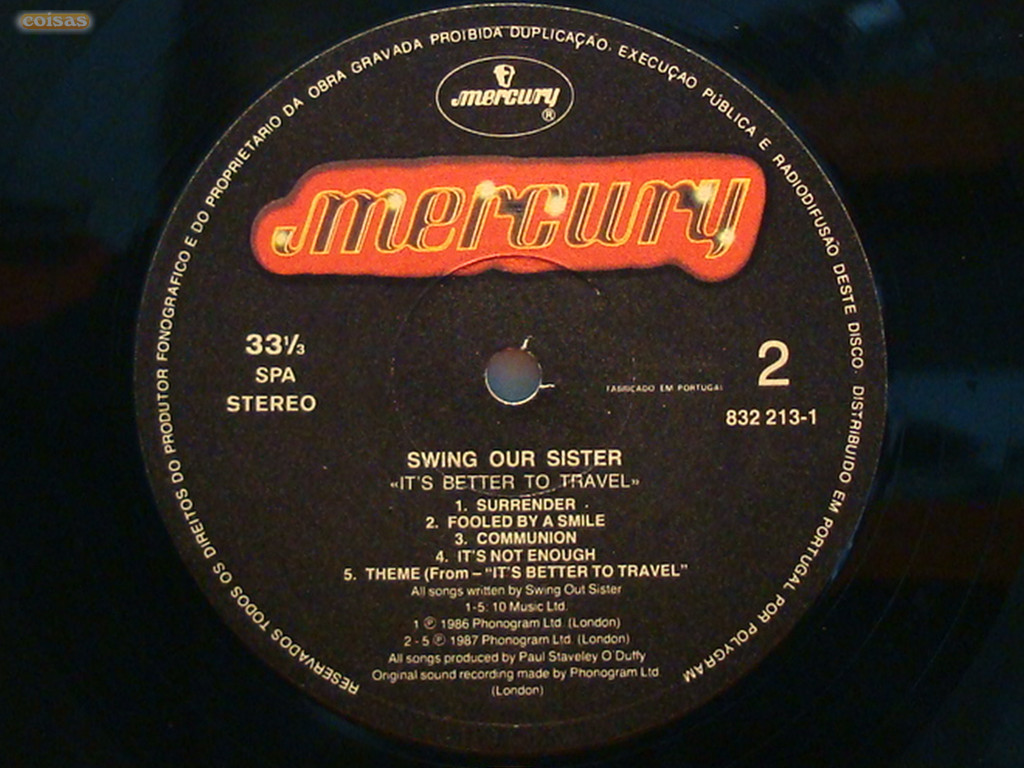 coisas
RESERVADOS TODOS OS DIREITOS DO PRODUTOR FONOGRAFICO E DO PROPRIETARIO DA OBRA GRAVADA PROIBIDA DUPLICAÇAO. EXECUÇAO PÚBLICA E RADIODIFUSAO DESTE DISCO. DISTRIBUIDO EM PORTUGAL POR POLYGRAM
mercury ®
mercury
33⅓
SPA
STEREO
2
FABRICADO EM PORTUGAL
832 213-1
SWING OUR SISTER
«IT'S BETTER TO TRAVEL»
1. SURRENDER
2. FOOLED BY A SMILE
3. COMMUNION
4. IT'S NOT ENOUGH
5. THEME (From – "IT'S BETTER TO TRAVEL"
All songs written by Swing Out Sister
1-5: 10 Music Ltd.
1 ℗ 1986 Phonogram Ltd. (London)
2 - 5 ℗ 1987 Phonogram Ltd. (London)
All songs produced by Paul Staveley O'Duffy
Original sound recording made by Phonogram Ltd.
(London)